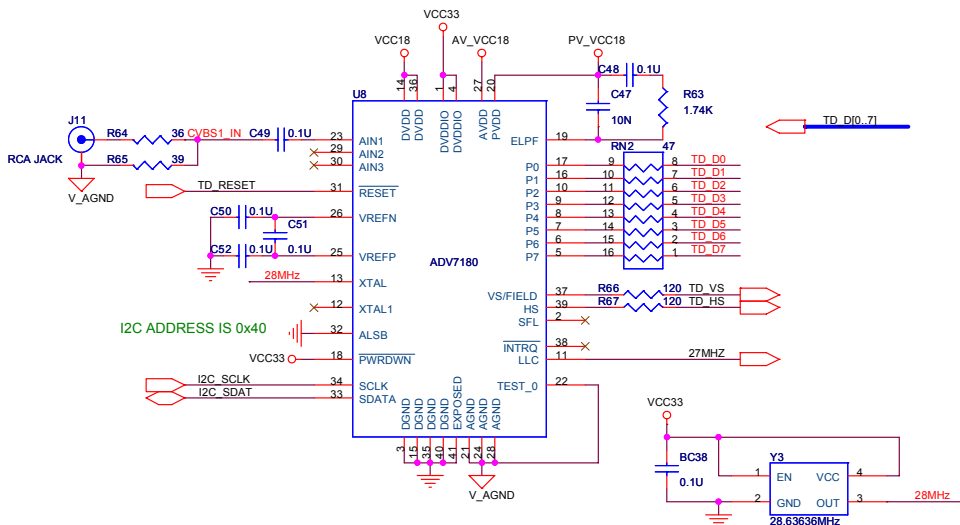 VCC33
VCC18
AV_VCC18
PV_VCC18
C48 0.1U
C47
10N
R63
1.74K
14
36
1
4
27
20
U8
DVDD
DVDD
DVDDIO
DVDDIO
AVDD
PVDD
TD_D[0..7]
J11
RCA JACK
V_AGND
R64 36 CVBS1_IN C49 0.1U 23 AIN1
R65 39
29 AIN2
30 AIN3
ELPF 19
RN2 47
P0 17 9 8 TD_D0
P1 16 10 7 TD_D1
P2 10 11 6 TD_D2
P3 9 12 5 TD_D3
P4 8 13 4 TD_D4
P5 7 14 3 TD_D5
P6 6 15 2 TD_D6
P7 5 16 1 TD_D7
TD_RESET 31 RESET
C50 0.1U 26 VREFN
C51
0.1U
C52 0.1U 25 VREFP
ADV7180
28MHz 13 XTAL
12 XTAL1
I2C ADDRESS IS 0x40
32 ALSB
VCC33 18 PWRDWN
I2C_SCLK 34 SCLK
I2C_SDAT 33 SDATA
VS/FIELD 37 R66 120 TD_VS
HS 39 R67 120 TD_HS
SFL 2
INTRQ 38
LLC 11 27MHZ
TEST_0 22
DGND
DGND
DGND
DGND
EXPOSED
AGND
AGND
AGND
3
15
35
40
41
21
24
28
V_AGND
VCC33
BC38
0.1U
Y3
1 EN VCC 4
2 GND OUT 3 28MHz
28.63636MHz